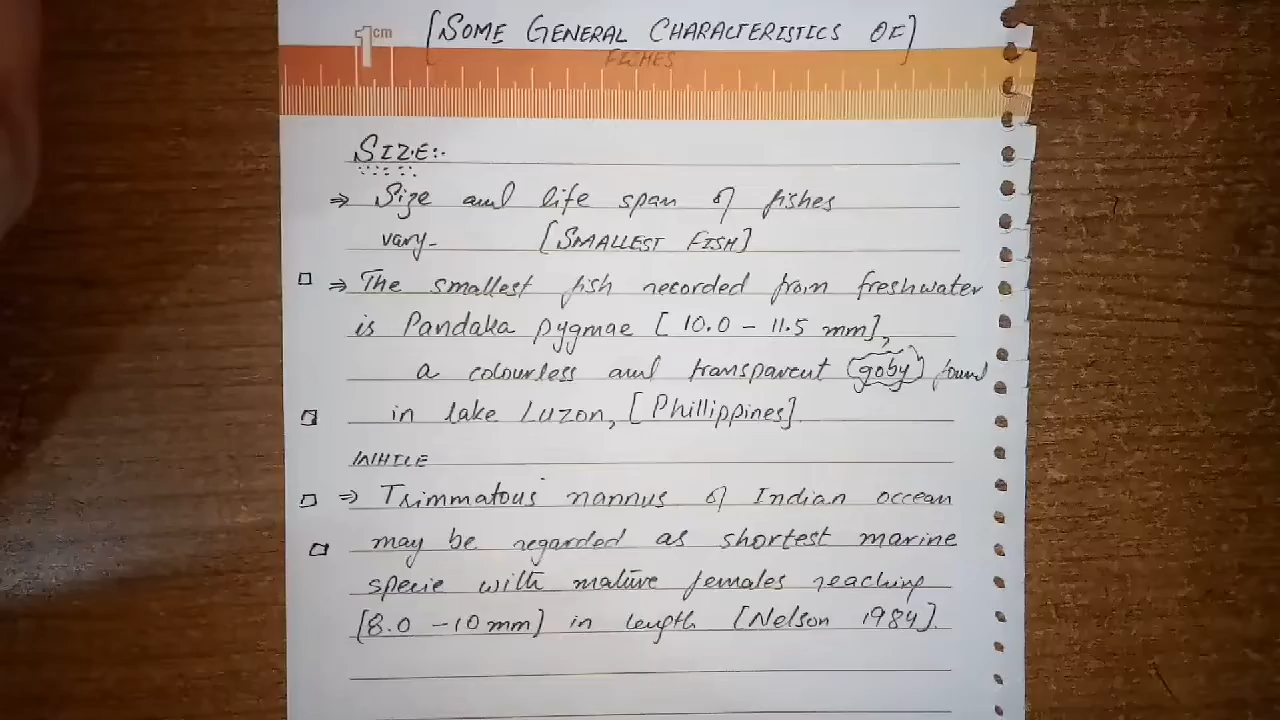 1 cm
[SOME GENERAL CHARACTERISTICS OF]
FISHES
SIZE:-
⇒ Size and life span of fishes
vary- [SMALLEST FISH]
⇒ The smallest fish recorded from freshwater
is Pandaka pygmae [10.0 - 11.5 mm],
a colourless and transparent (goby) found
in lake Luzon, [Phillippines].
WHILE
⇒ Trimmatous nannus of Indian occean
may be regarded as shortest marine
specie with mature females reaching
[8.0 - 10 mm] in length [Nelson 1984].